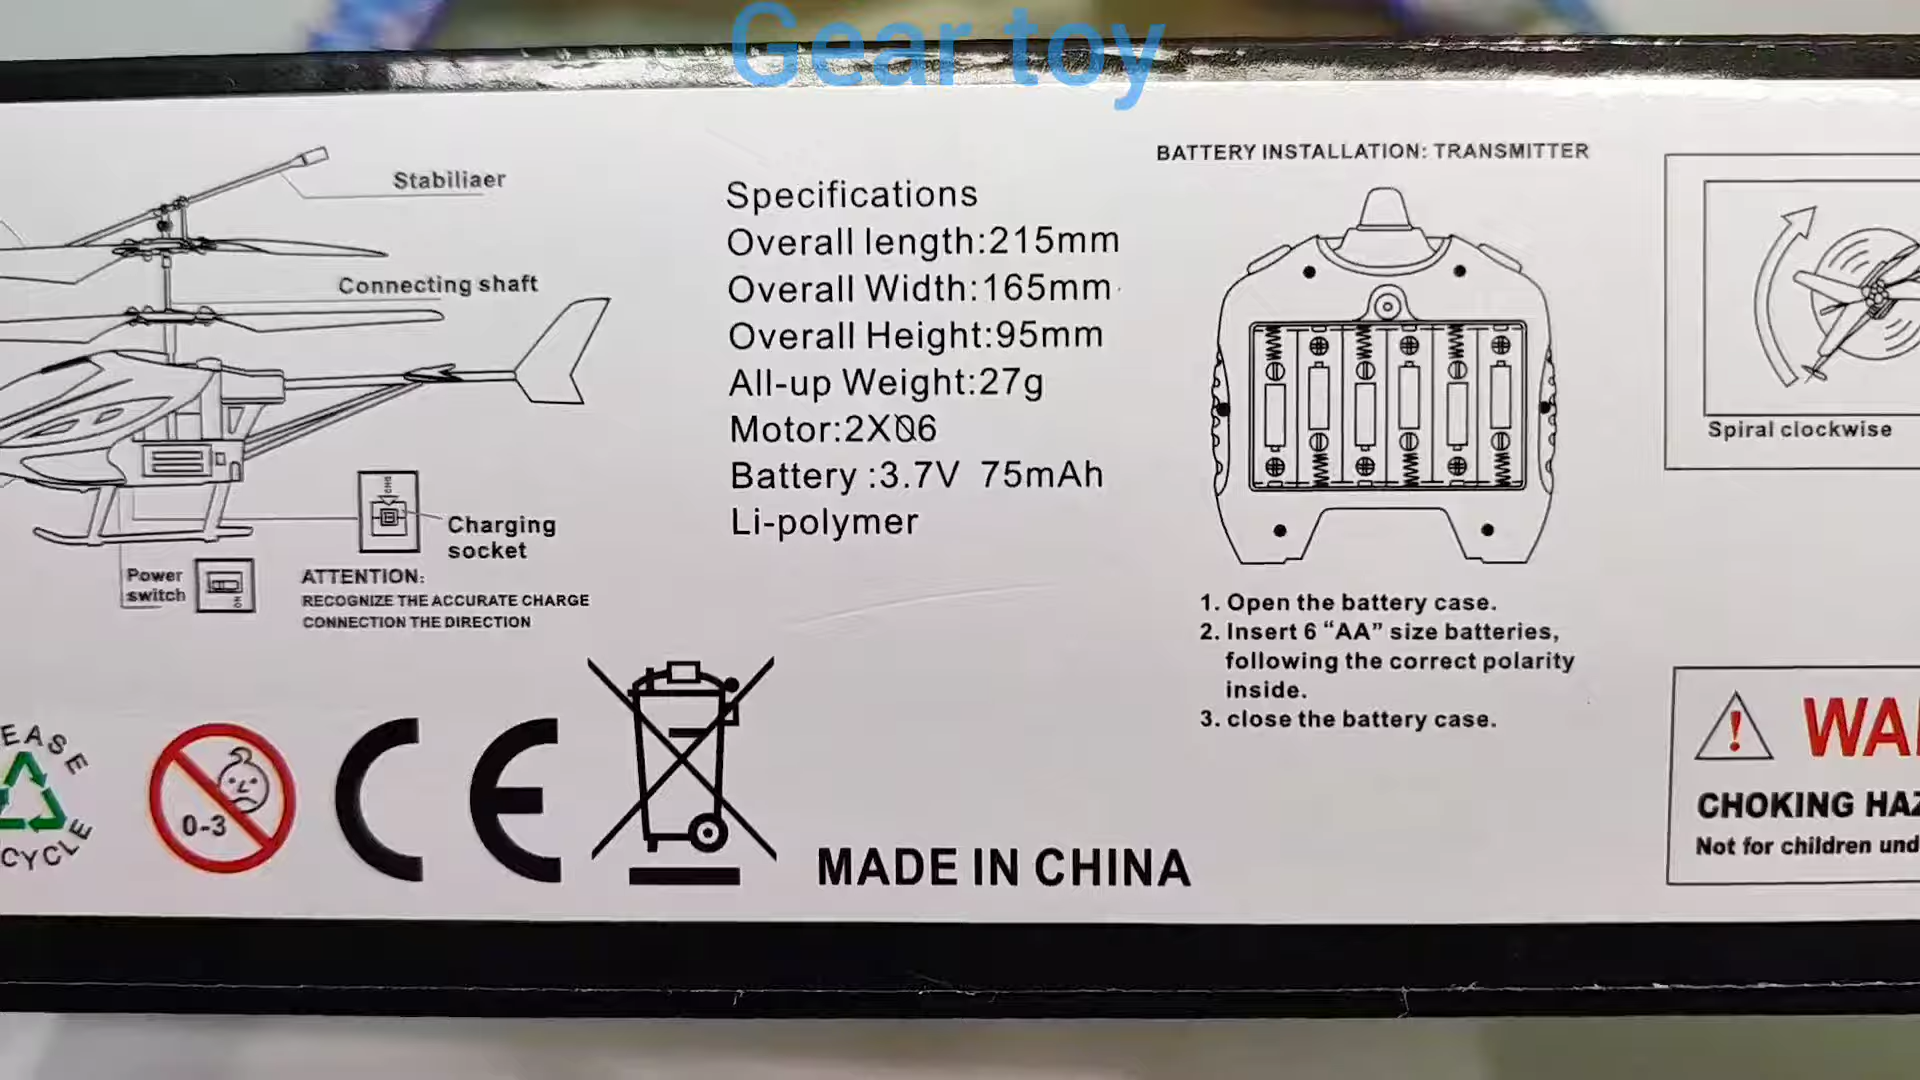 Gear toy
Stabiliaer
Connecting shaft
Charging
socket
Power
switch
ATTENTION:
RECOGNIZE THE ACCURATE CHARGE
CONNECTION THE DIRECTION
Specifications
Overall length:215mm
Overall Width:165mm
Overall Height:95mm
All-up Weight:27g
Motor:2X06
Battery :3.7V 75mAh
Li-polymer
BATTERY INSTALLATION: TRANSMITTER
1. Open the battery case.
2. Insert 6 “AA” size batteries,
following the correct polarity
inside.
3. close the battery case.
Spiral clockwise
EASE
CYCLE
0-3
CE
MADE IN CHINA
WA
CHOKING HAZ
Not for children und